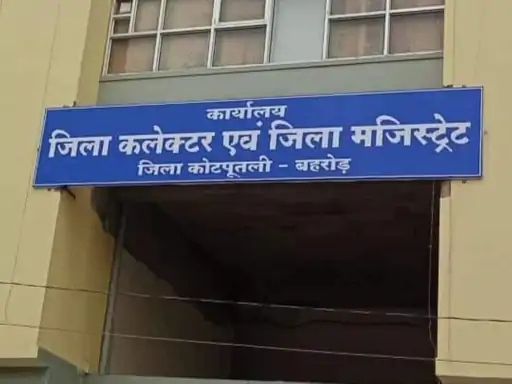 कार्यालय
जिला कलेक्टर एवं जिला मजिस्ट्रेट
जिला कोटपूतली - बहरोड़